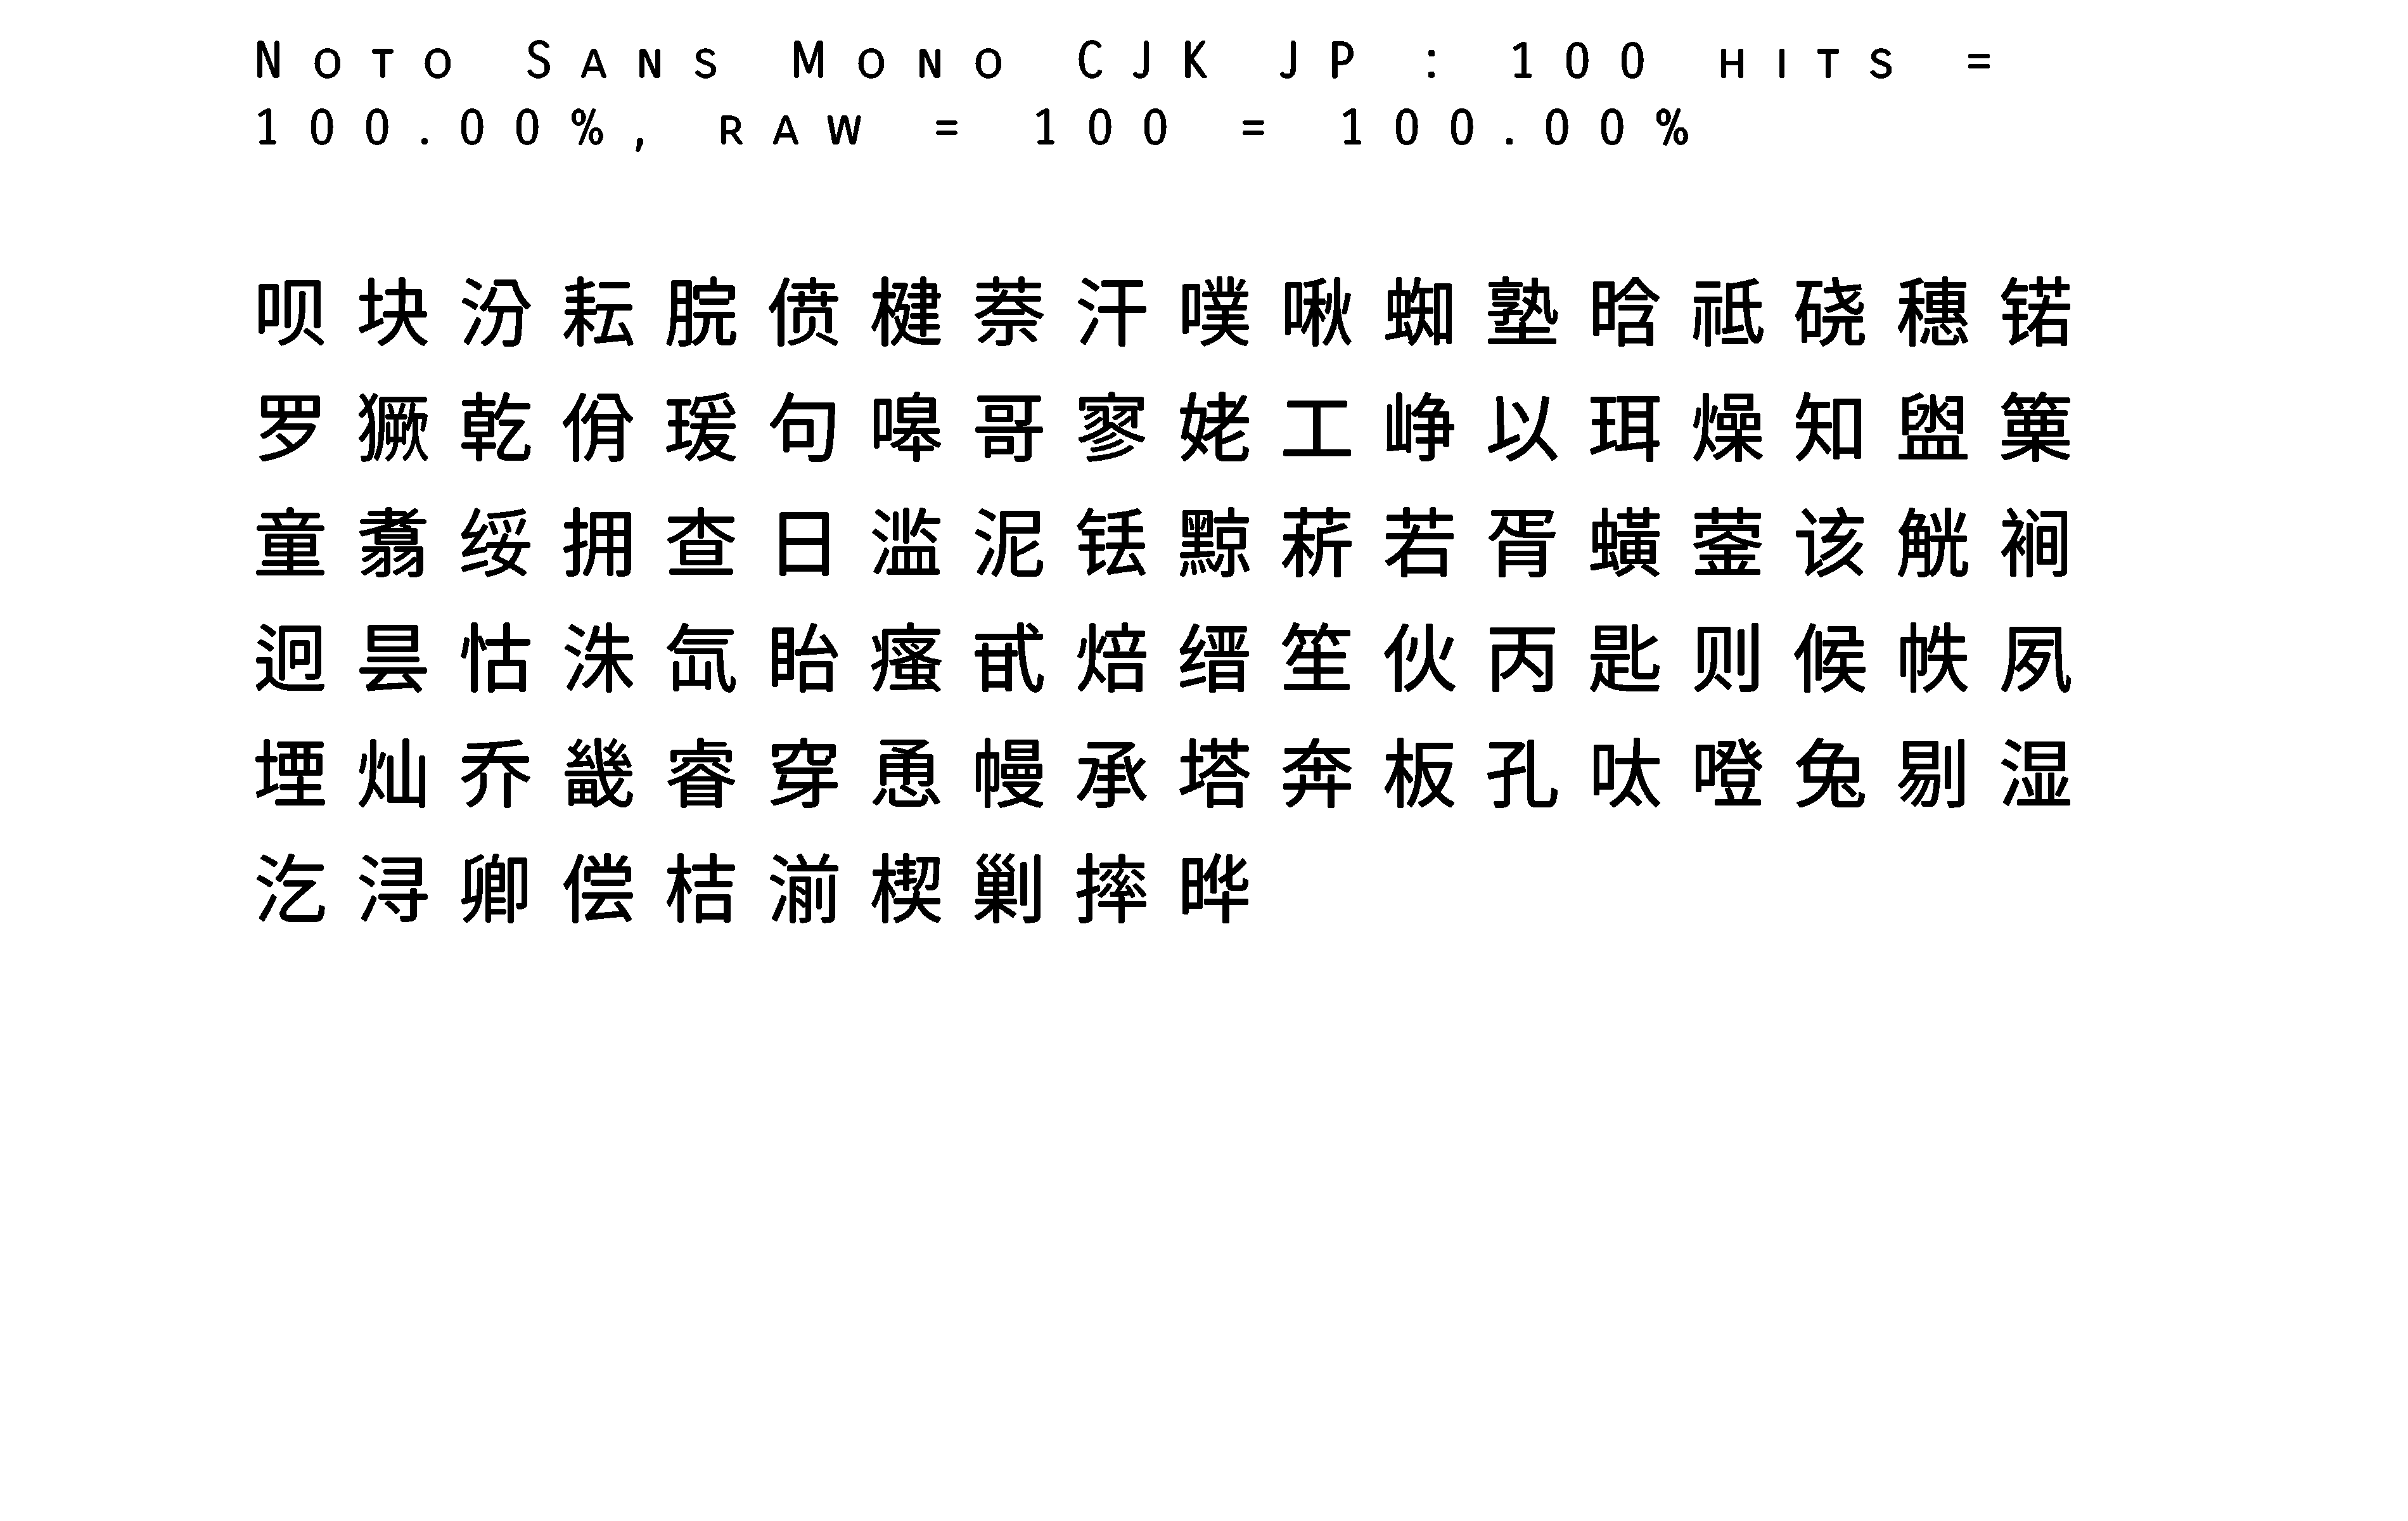 Noto Sans Mono CJK JP : 100 hits =
100.00%, raw = 100 = 100.00%
呗块汾耘脘偾楗萘汗噗啾蜘塾晗祗硗穗锘
罗獗乾佾瑗句嗥哥寥姥工峥以珥燥知盥篥
童翥绥拥查日滥泥铥黥菥若胥蟥蓥该觥裥
迥昙怙洙氙眙瘙甙焙缙笙伙丙匙则候帙夙
堙灿乔畿睿穿恿幔承塔奔板孔呔噔兔剔湿
汔浔卿偿桔湔楔剿摔晔